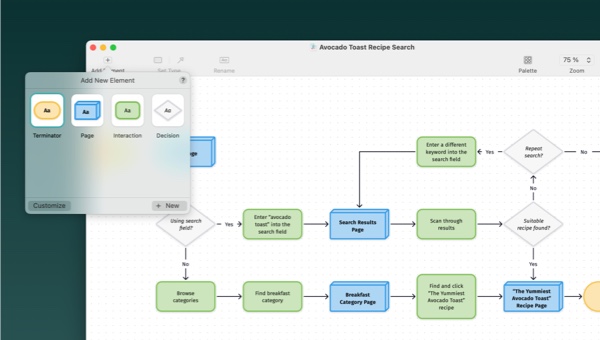 Avocado Toast Recipe Search
Add Element
Set Type
Rename
Palette
75 %
Zoom
Add New Element
?
Aa
Aa
Aa
Aa
Terminator
Page
Interaction
Decision
Customize
+ New
Enter a different
keyword into the
search field
Yes
Repeat
search?
No
No
Using search
field?
Yes
Enter "avocado
toast" into the
search field
Search Results
Page
Scan through
results
Suitable
recipe found?
No
Yes
Browse
categories
Find breakfast
category
Breakfast
Category Page
Find and click
"The Yummiest
Avocado Toast"
recipe
"The Yummiest
Avocado Toast"
Recipe Page